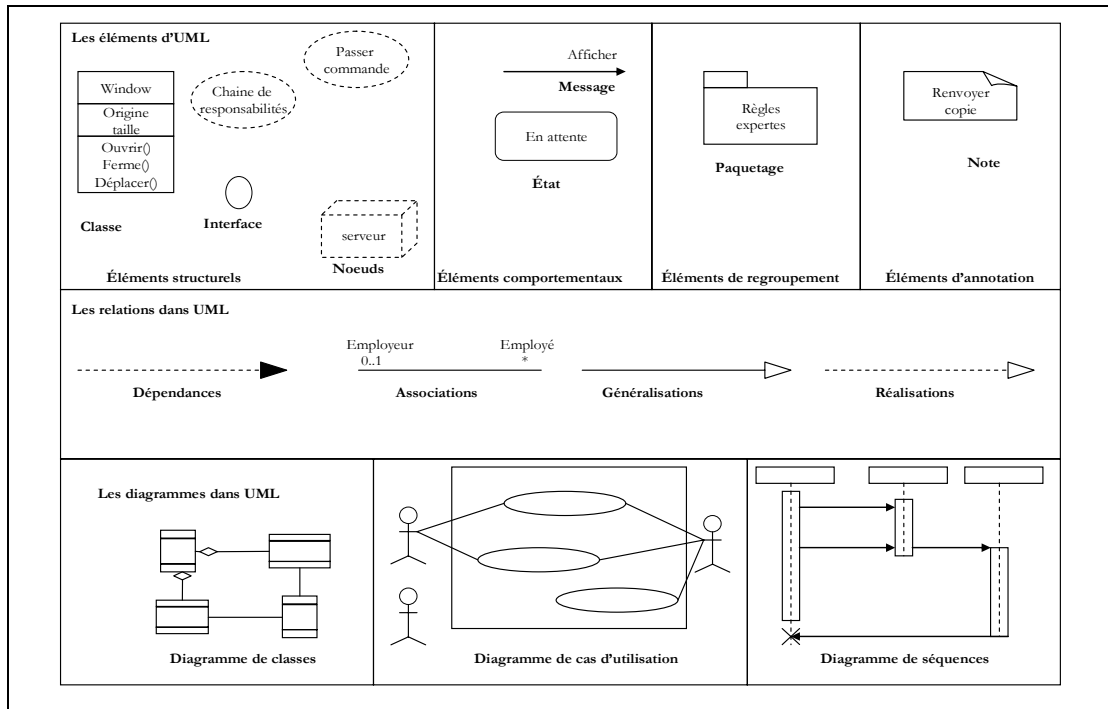 Les éléments d'UML
Window
Origine
taille
Ouvrir()
Ferme()
Déplacer()
Classe
Chaine de
responsabilités
Passer
commande
Interface
serveur
Noeuds
Éléments structurels
Afficher
Message
En attente
État
Éléments comportementaux
Règles
expertes
Paquetage
Éléments de regroupement
Renvoyer
copie
Note
Éléments d'annotation
Les relations dans UML
Dépendances
Employeur
0..1
Employé
*
Associations
Généralisations
Réalisations
Les diagrammes dans UML
Diagramme de classes
Diagramme de cas d'utilisation
Diagramme de séquences